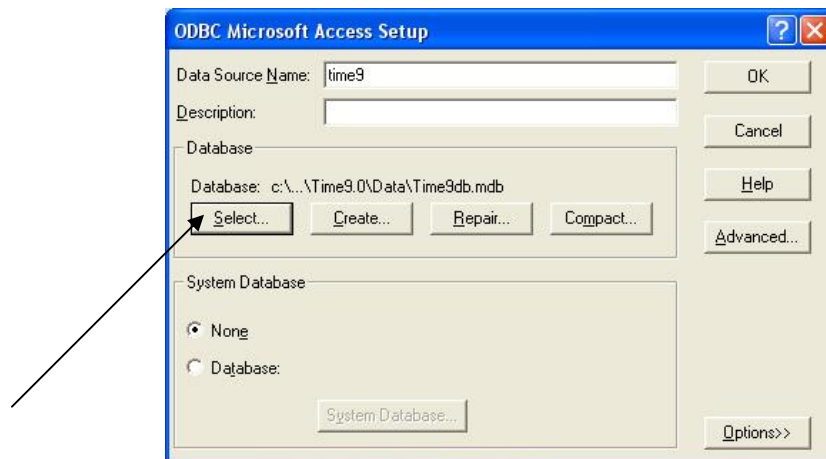 ODBC Microsoft Access Setup
Data Source Name: time9
OK
Description:
Cancel
Database
Database: c:\...\Time9.0\Data\Time9db.mdb
Help
Select... Create... Repair... Compact...
Advanced...
System Database
None
Database:
System Database...
Options>>